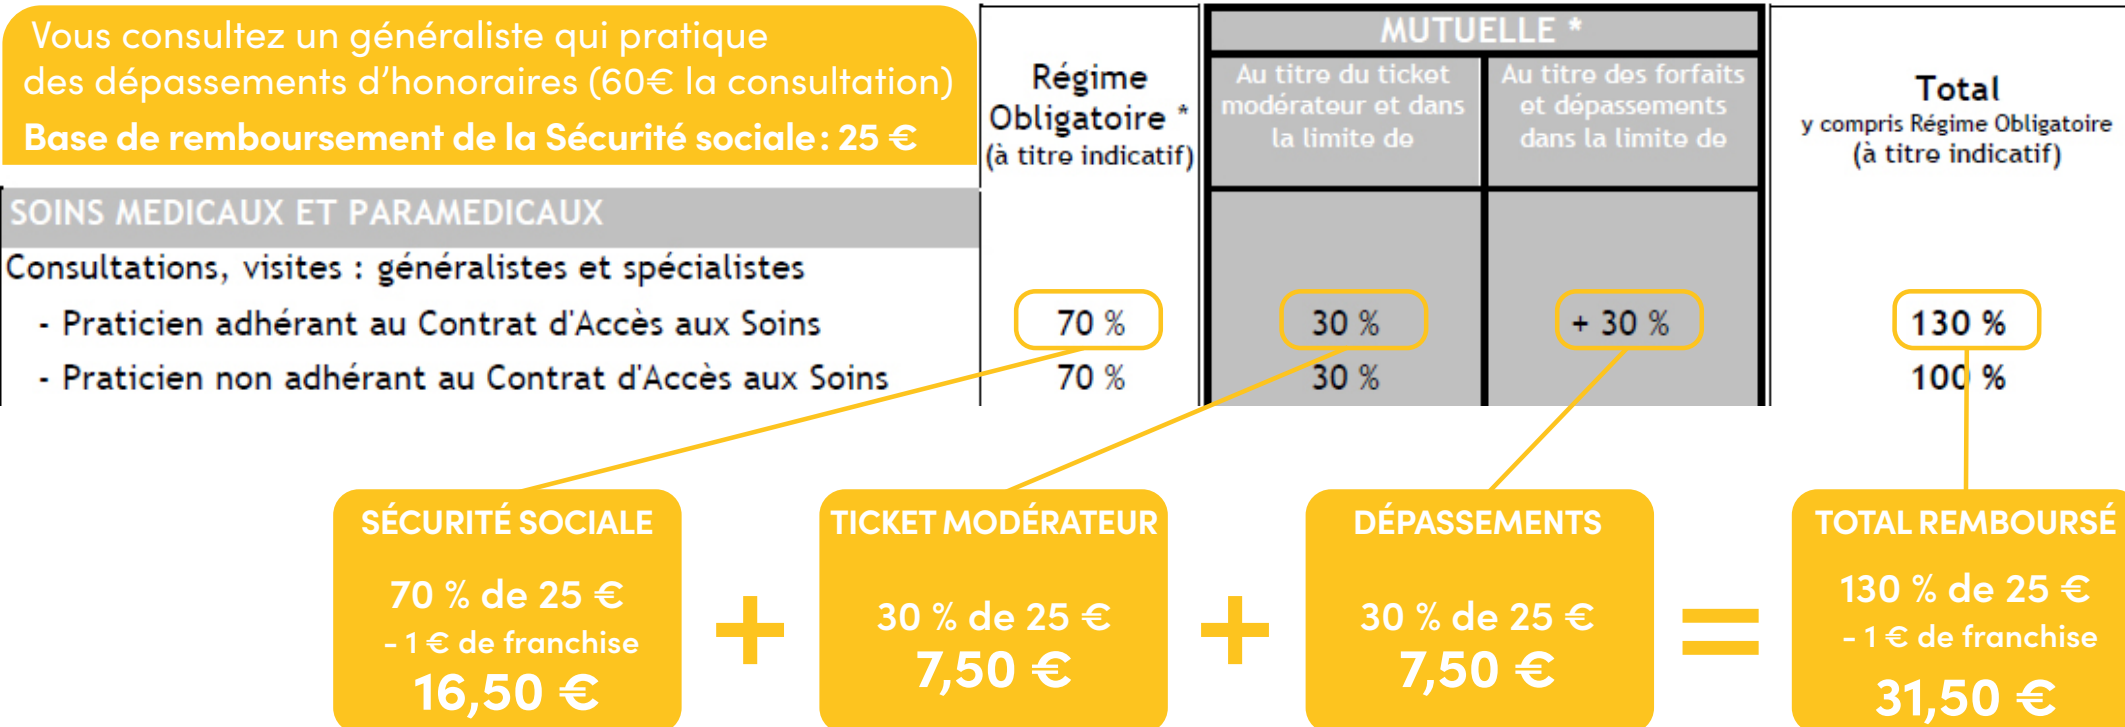 Vous consultez un généraliste qui pratique
des dépassements d'honoraires (60€ la consultation)
Base de remboursement de la Sécurité sociale : 25 €
Régime
Obligatoire *
(à titre indicatif)
MUTUELLE *
Au titre du ticket
modérateur et dans
la limite de
Au titre des forfaits
et dépassements
dans la limite de
Total
y compris Régime Obligatoire
(à titre indicatif)
SOINS MEDICAUX ET PARAMEDICAUX
Consultations, visites : généralistes et spécialistes
- Praticien adhérant au Contrat d'Accès aux Soins 70 % 30 % + 30 % 130 %
- Praticien non adhérant au Contrat d'Accès aux Soins 70 % 30 % 100 %
SÉCURITÉ SOCIALE
70 % de 25 €
- 1 € de franchise
16,50 €
+
TICKET MODÉRATEUR
30 % de 25 €
7,50 €
+
DÉPASSEMENTS
30 % de 25 €
7,50 €
=
TOTAL REMBOURSÉ
130 % de 25 €
- 1 € de franchise
31,50 €